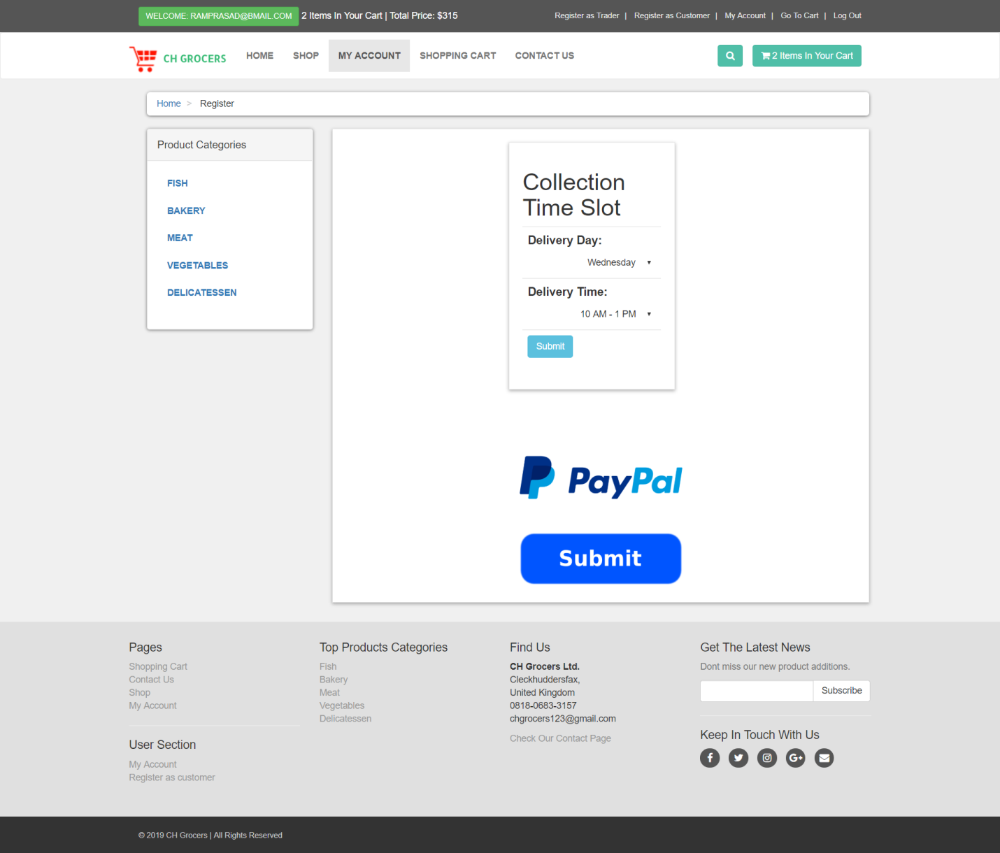 WELCOME: RAMPRASAD@BMAIL.COM 2 Items In Your Cart | Total Price: $315
Register as Trader | Register as Customer | My Account | Go To Cart | Log Out
CH GROCERS HOME SHOP MY ACCOUNT SHOPPING CART CONTACT US 2 Items In Your Cart
Home > Register
Product Categories
FISH
BAKERY
MEAT
VEGETABLES
DELICATESSEN
Collection
Time Slot
Delivery Day:
Wednesday
Delivery Time:
10 AM - 1 PM
Submit
PayPal
Submit
Pages
Shopping Cart
Contact Us
Shop
My Account
User Section
My Account
Register as customer
Top Products Categories
Fish
Bakery
Meat
Vegetables
Delicatessen
Find Us
CH Grocers Ltd.
Cleckhuddersfax,
United Kingdom
0818-0683-3157
chgrocers123@gmail.com
Check Our Contact Page
Get The Latest News
Dont miss our new product additions.
Subscribe
Keep In Touch With Us
© 2019 CH Grocers | All Rights Reserved